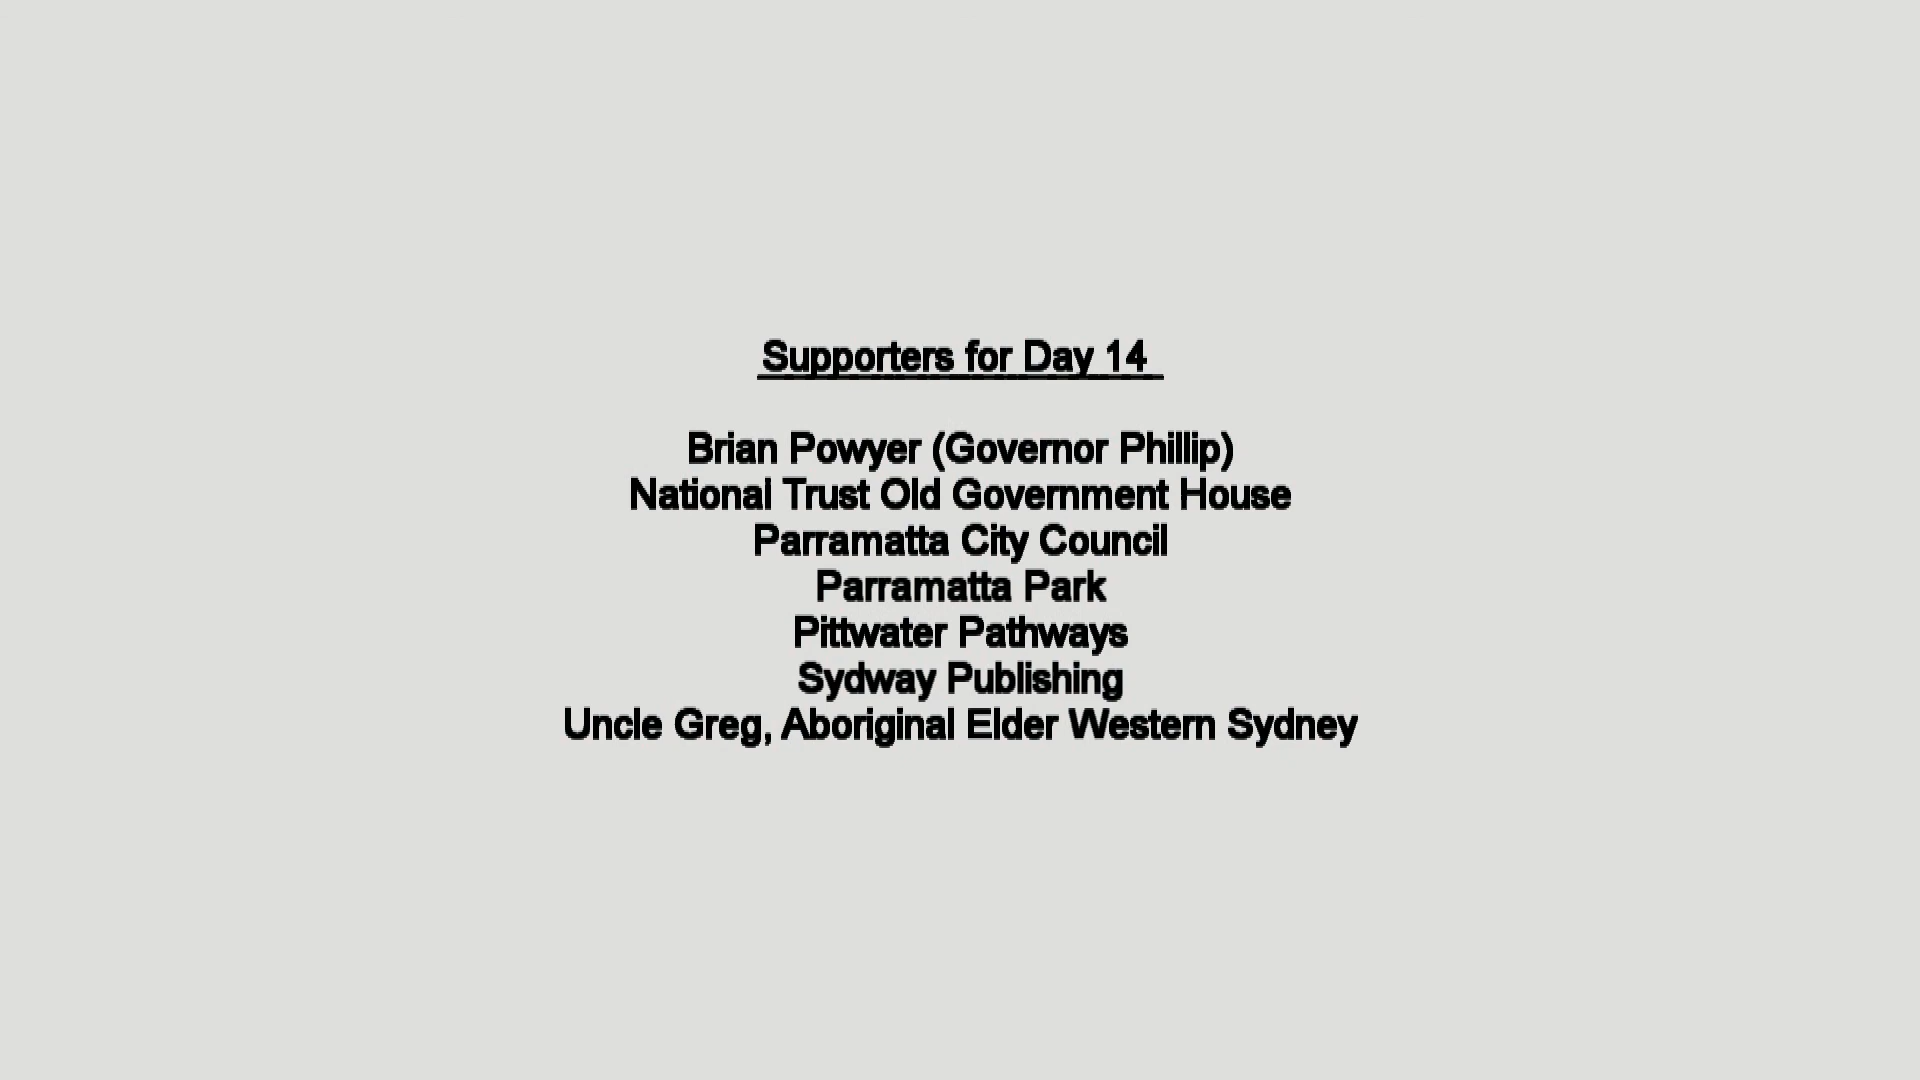 Supporters for Day 14
Brian Powyer (Governor Phillip)
National Trust Old Government House
Parramatta City Council
Parramatta Park
Pittwater Pathways
Sydway Publishing
Uncle Greg, Aboriginal Elder Western Sydney